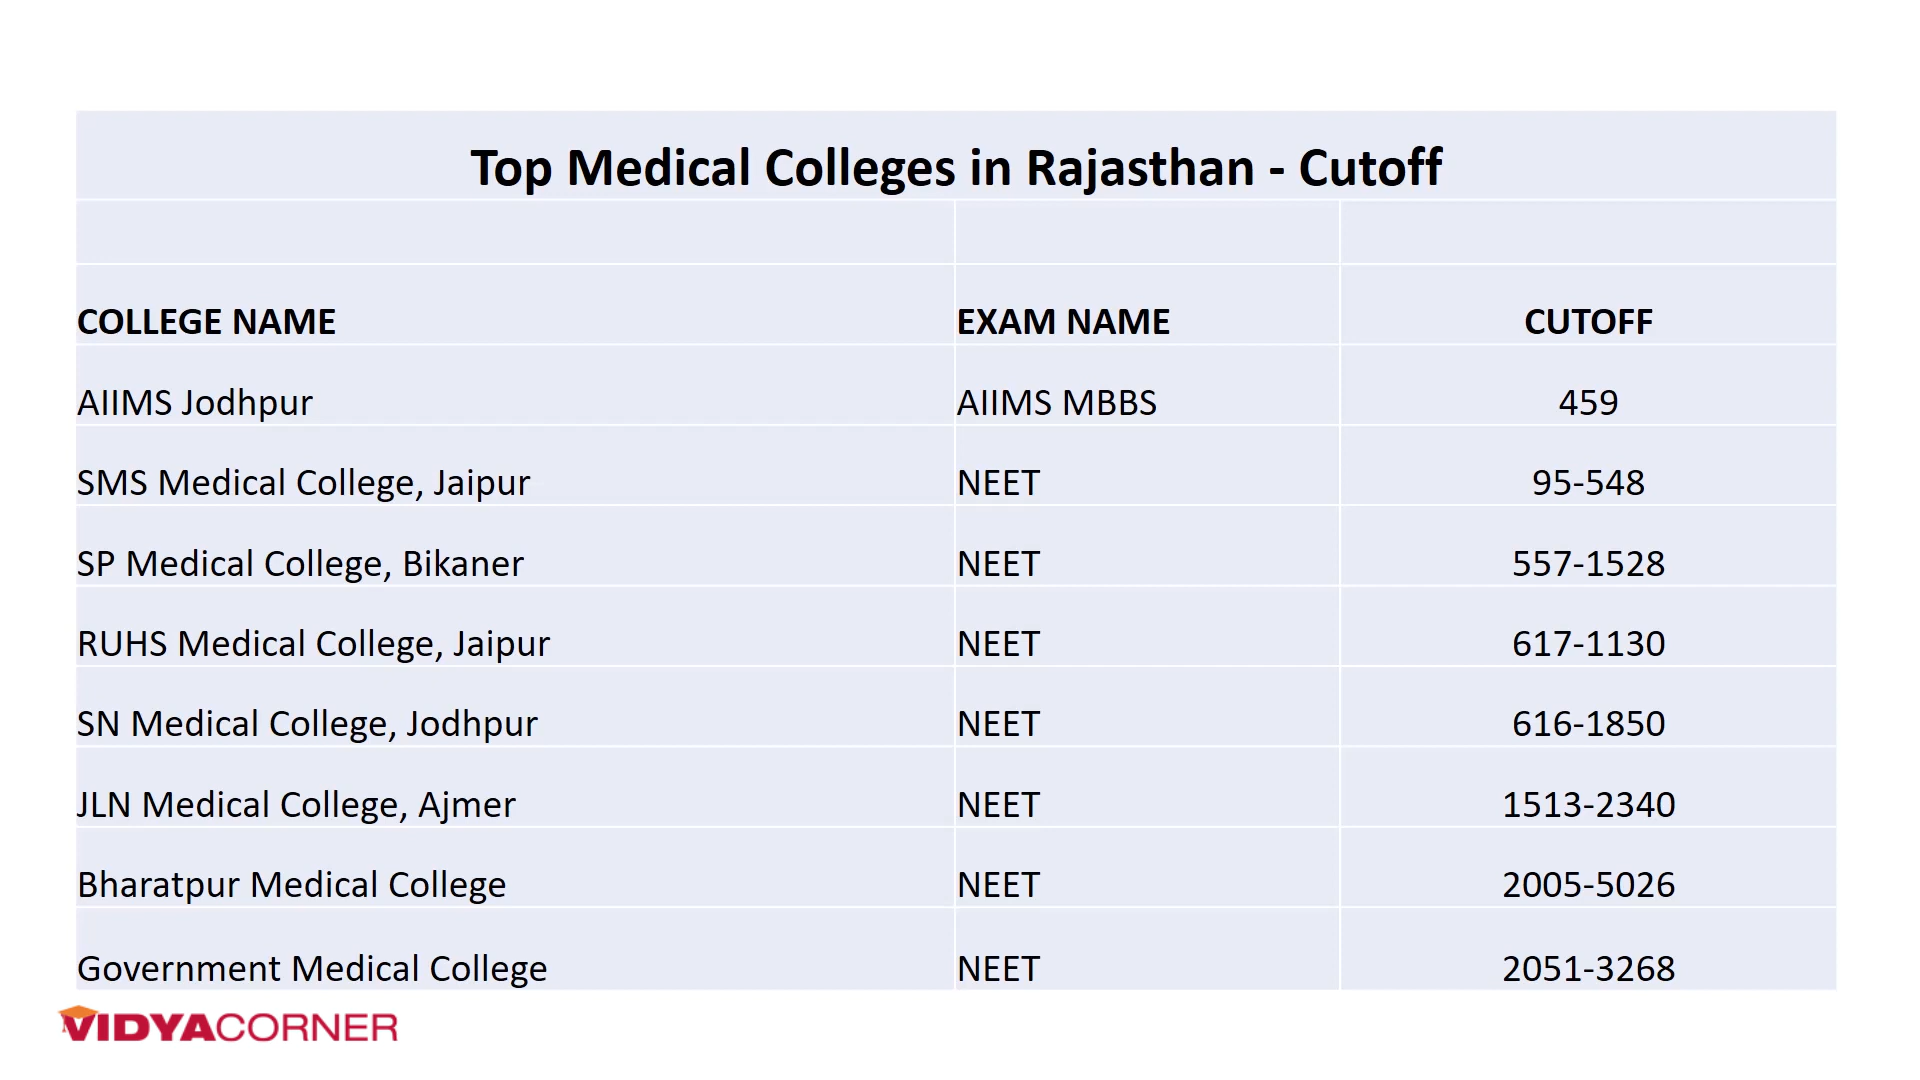 Top Medical Colleges in Rajasthan - Cutoff
COLLEGE NAME EXAM NAME CUTOFF
AIIMS Jodhpur AIIMS MBBS 459
SMS Medical College, Jaipur NEET 95-548
SP Medical College, Bikaner NEET 557-1528
RUHS Medical College, Jaipur NEET 617-1130
SN Medical College, Jodhpur NEET 616-1850
JLN Medical College, Ajmer NEET 1513-2340
Bharatpur Medical College NEET 2005-5026
Government Medical College NEET 2051-3268
VIDYACORNER